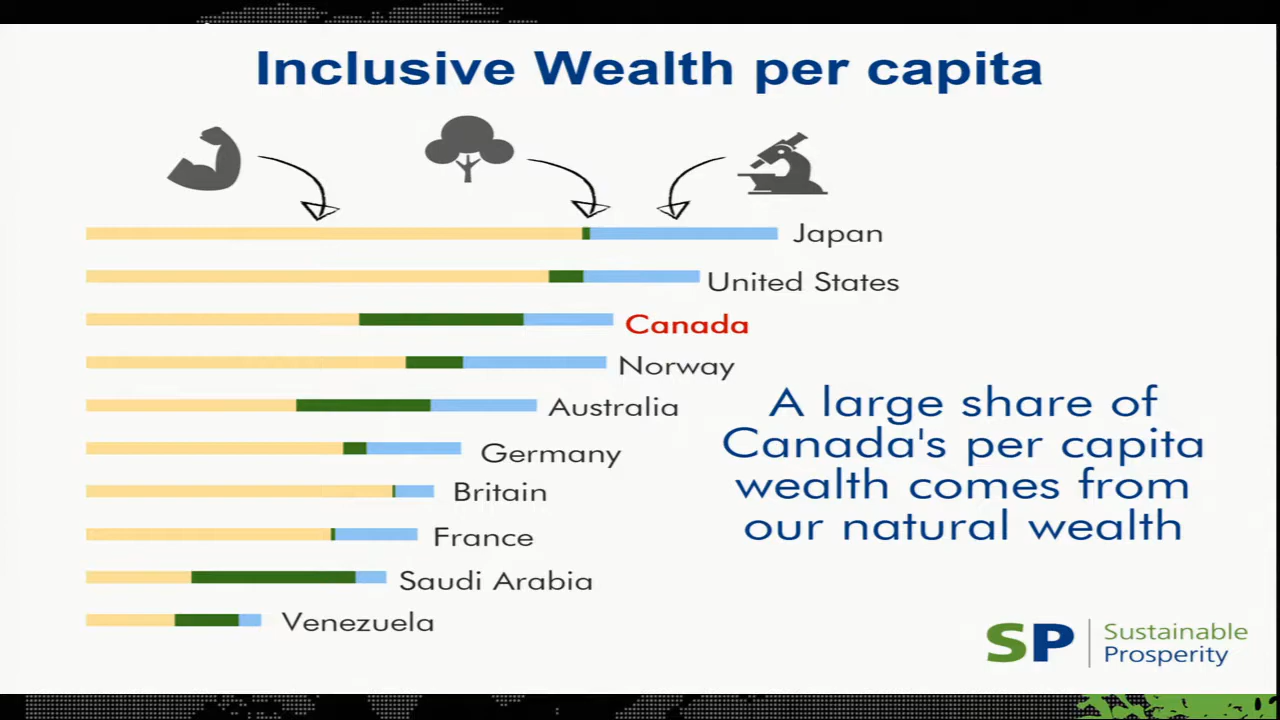 Inclusive Wealth per capita
Japan
United States
Canada
Norway
Australia
Germany
Britain
France
Saudi Arabia
Venezuela
A large share of
Canada's per capita
wealth comes from
our natural wealth
SP
Sustainable
Prosperity